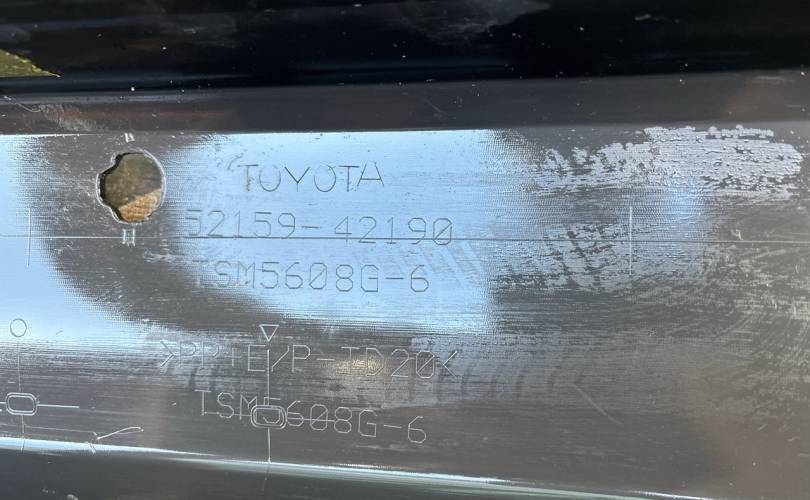 TOYOTA
52159-42190
TSM5608G-6
>PP+E/P-TD20<
TSM5608G-6